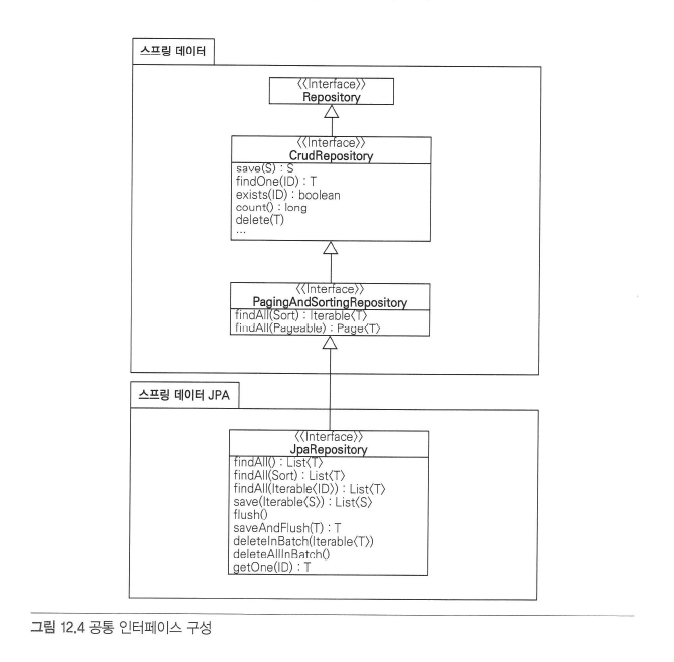 스프링 데이터
《Interface》
Repository
《Interface》
CrudRepository
save(S) : S
findOne(ID) : T
exists(ID) : boolean
count() : long
delete(T)
...
《Interface》
PagingAndSortingRepository
findAll(Sort) : Iterable〈T〉
findAll(Pageable) : Page〈T〉
스프링 데이터 JPA
《Interface》
JpaRepository
findAll() : List〈T〉
findAll(Sort) : List〈T〉
findAll(Iterable〈ID〉) : List〈T〉
save(Iterable〈S〉) : List〈S〉
flush()
saveAndFlush(T) : T
deleteInBatch(Iterable〈T〉)
deleteAllInBatch()
getOne(ID) : T
그림 12.4 공통 인터페이스 구성